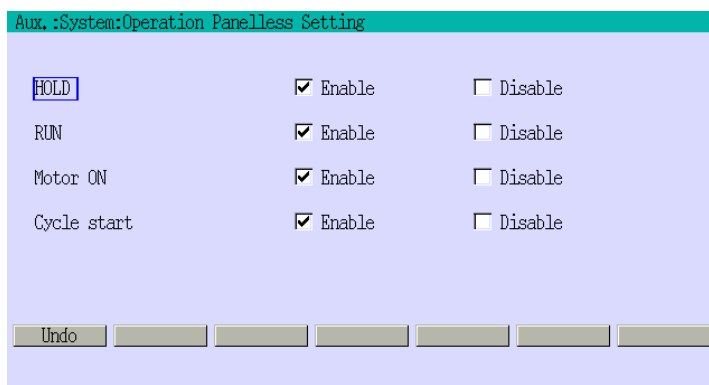 Aux.:System:Operation Panelless Setting
HOLD Enable Disable
RUN Enable Disable
Motor ON Enable Disable
Cycle start Enable Disable
Undo